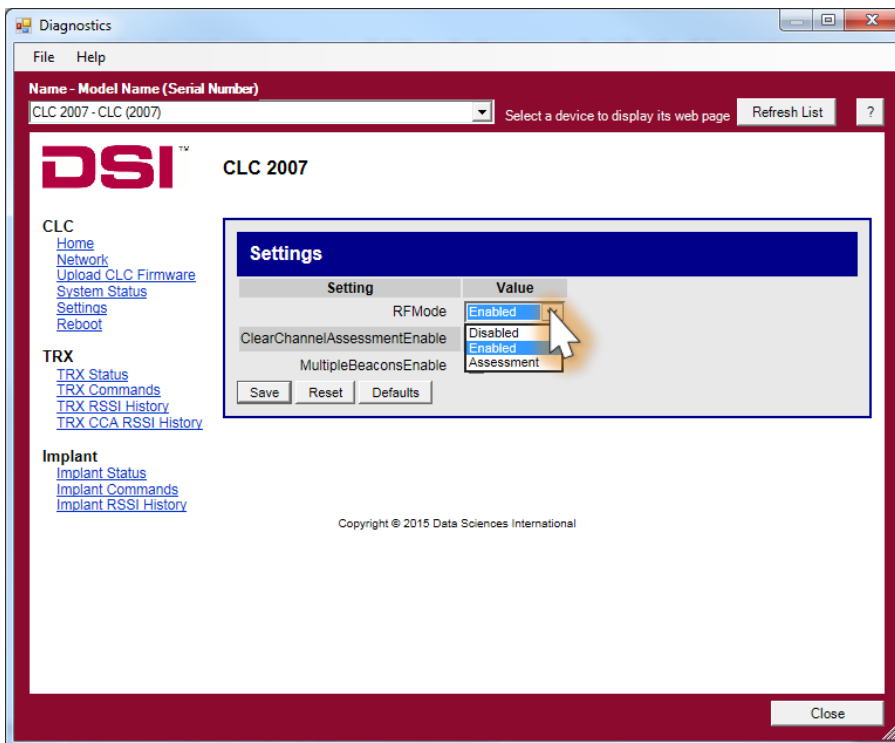 Diagnostics
File Help
Name - Model Name (Serial Number)
CLC 2007 - CLC (2007) Select a device to display its web page Refresh List ?
DSI™ CLC 2007
CLC
Home
Network
Upload CLC Firmware
System Status
Settings
Reboot
TRX
TRX Status
TRX Commands
TRX RSSI History
TRX CCA RSSI History
Implant
Implant Status
Implant Commands
Implant RSSI History
Settings
Setting Value
RFMode Enabled
Disabled
ClearChannelAssessmentEnable
Enabled
Assessment
MultipleBeaconsEnable
Save Reset Defaults
Copyright © 2015 Data Sciences International
Close